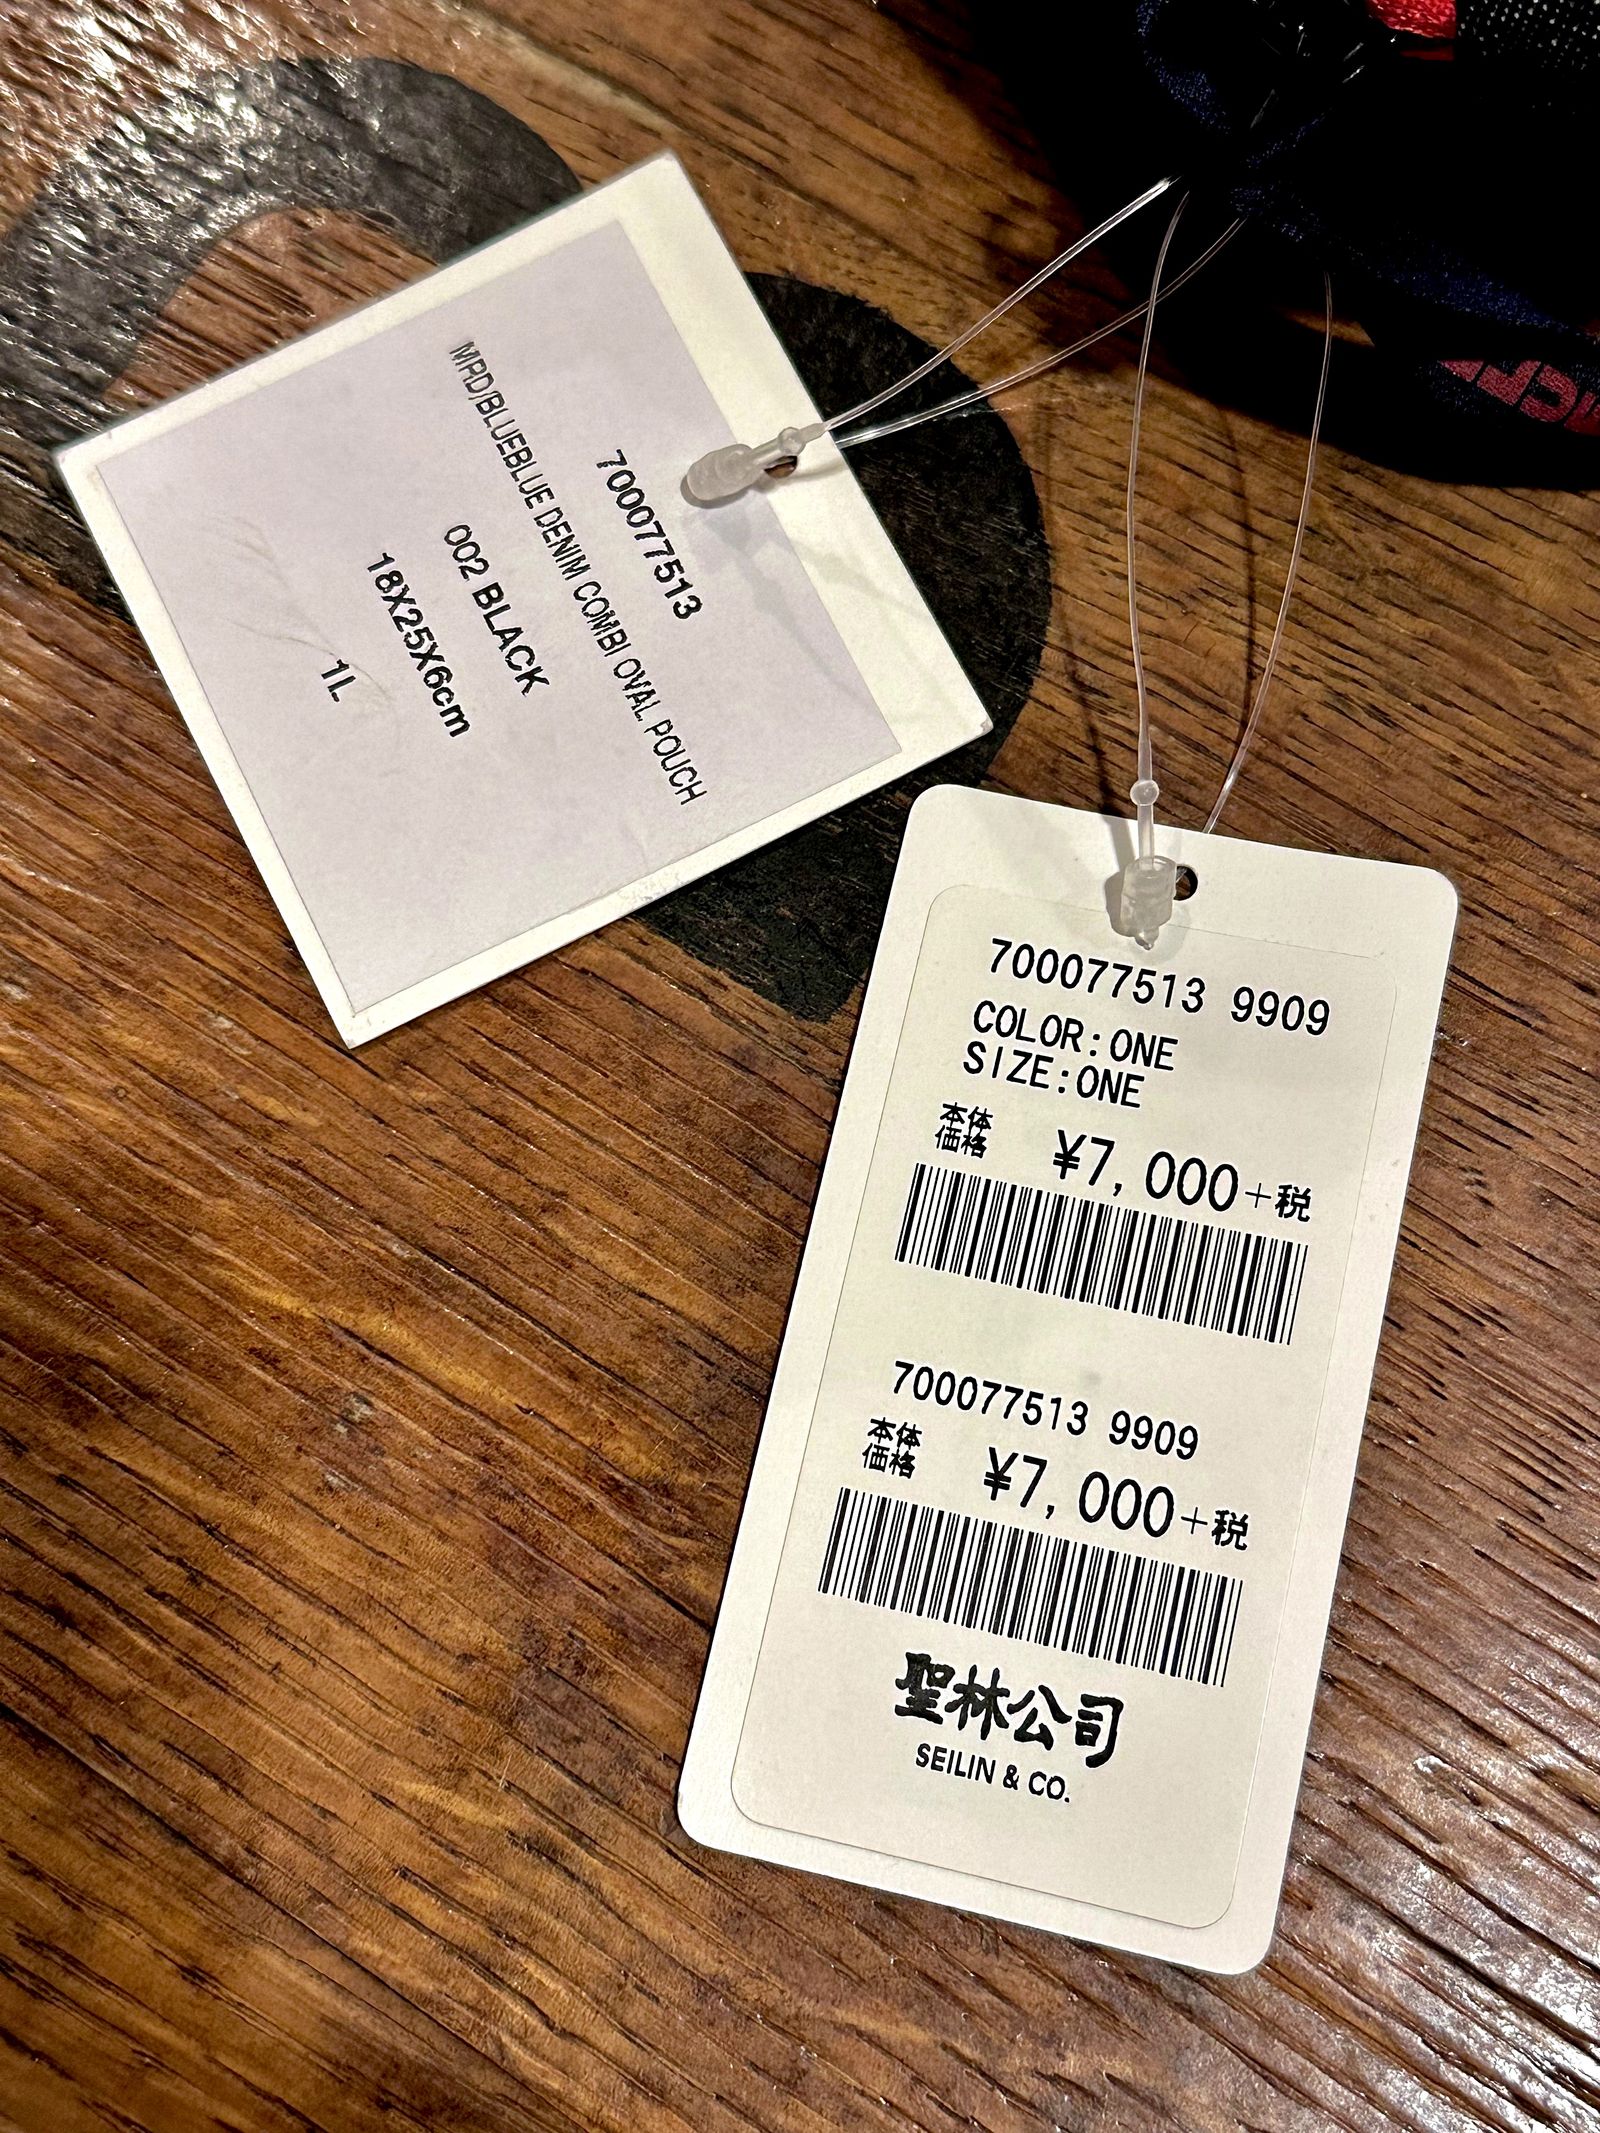 700077513
MRD/BLUEBLUE DENIM COMBI OVAL POUCH
002 BLACK
18X25X6cm
1L
700077513 9909
COLOR:ONE
SIZE:ONE
本体
価格 ¥7,000+税
700077513 9909
本体
価格 ¥7,000+税
聖林公司
SEILIN & CO.